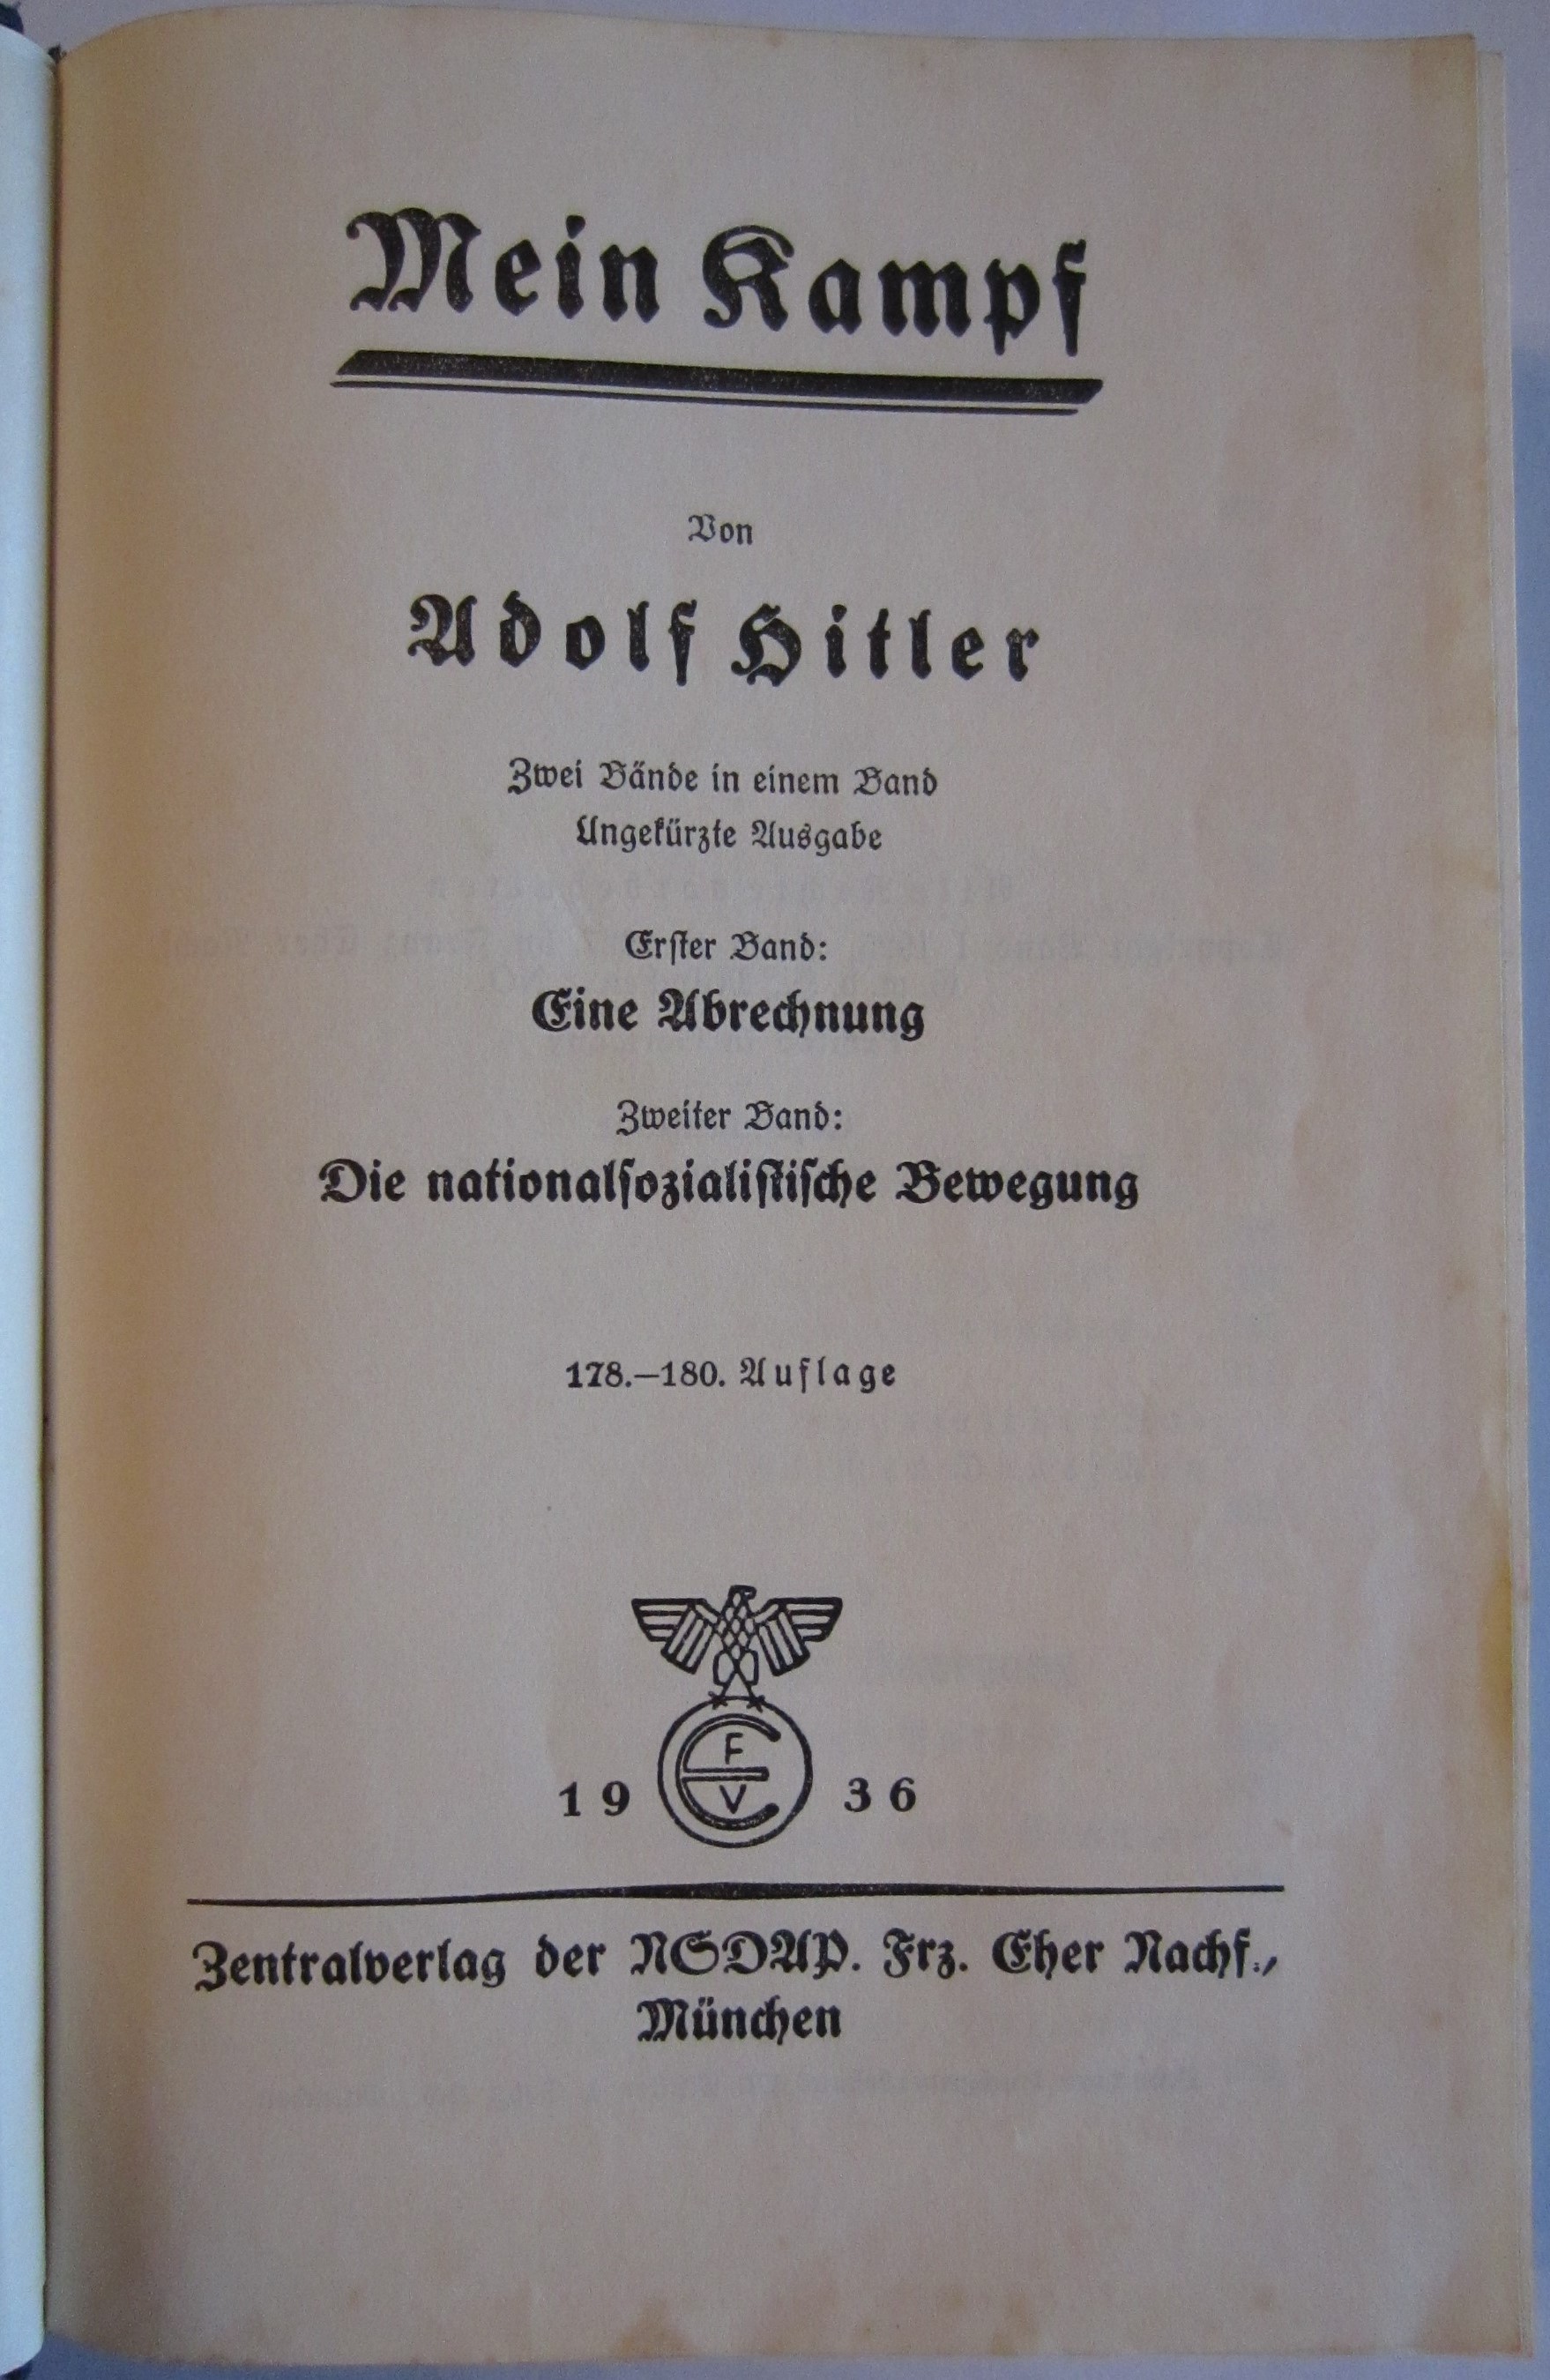 Mein Kampf
Von
Adolf Hitler
Zwei Bände in einem Band
Ungekürzte Ausgabe
Erster Band:
Eine Abrechnung
Zweiter Band:
Die nationalsozialistische Bewegung
178.–180. Auflage
F
E
V
19 36
Zentralverlag der NSDAP. Frz. Eher Nachf.,
München